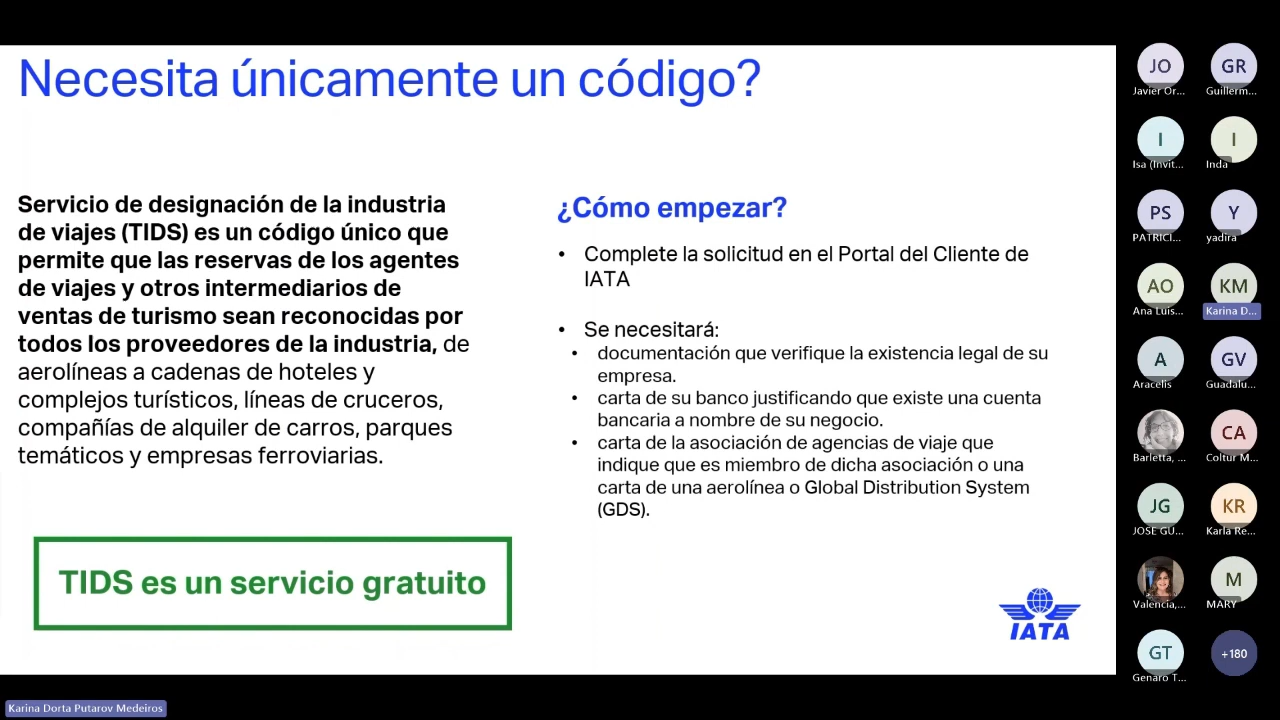 Necesita únicamente un código?
Servicio de designación de la industria
de viajes (TIDS) es un código único que
permite que las reservas de los agentes
de viajes y otros intermediarios de
ventas de turismo sean reconocidas por
todos los proveedores de la industria, de
aerolíneas a cadenas de hoteles y
complejos turísticos, líneas de cruceros,
compañías de alquiler de carros, parques
temáticos y empresas ferroviarias.
TIDS es un servicio gratuito
¿Cómo empezar?
• Complete la solicitud en el Portal del Cliente de
IATA
• Se necesitará:
• documentación que verifique la existencia legal de su
empresa.
• carta de su banco justificando que existe una cuenta
bancaria a nombre de su negocio.
• carta de la asociación de agencias de viaje que
indique que es miembro de dicha asociación o una
carta de una aerolínea o Global Distribution System
(GDS).
IATA
JO
Javier Or...
GR
Guillerm...
I
Isa (Invit...
I
Inda
PS
PATRICI...
Y
yadira
AO
Ana Luis...
KM
Karina D...
A
Aracelis
GV
Guadalu...
Barletta, ...
CA
Coltur M...
JG
JOSE GU...
KR
Karla Re...
Valencia,...
M
MARY
GT
Genaro T...
+180
Karina Dorta Putarov Medeiros